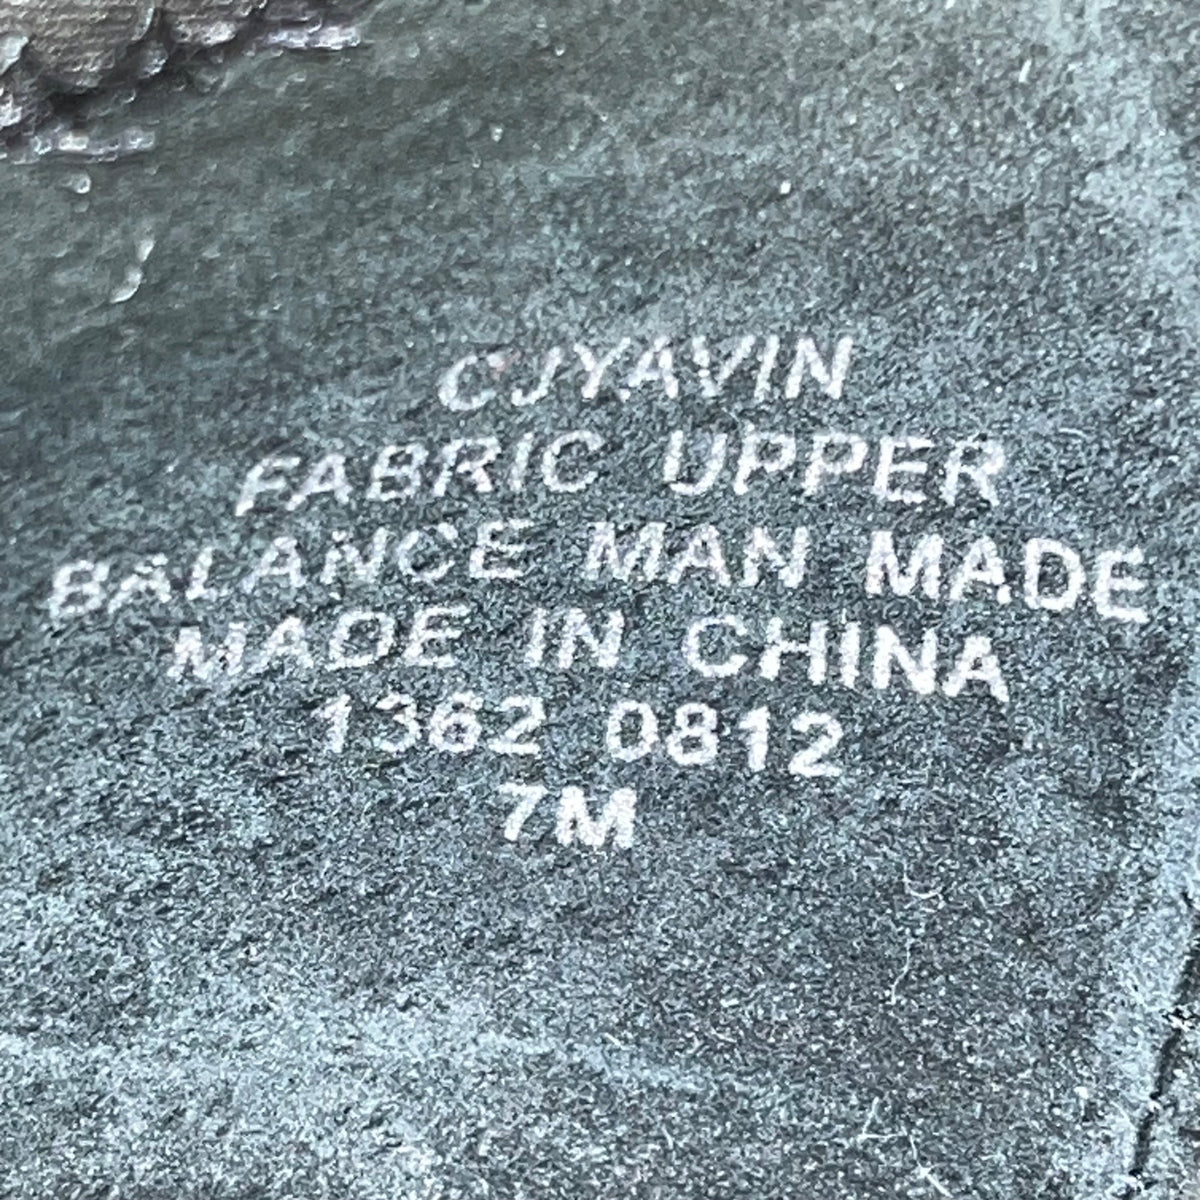 CJYAVIN
FABRIC UPPER
BALANCE MAN MADE
MADE IN CHINA
1362 0812
7M